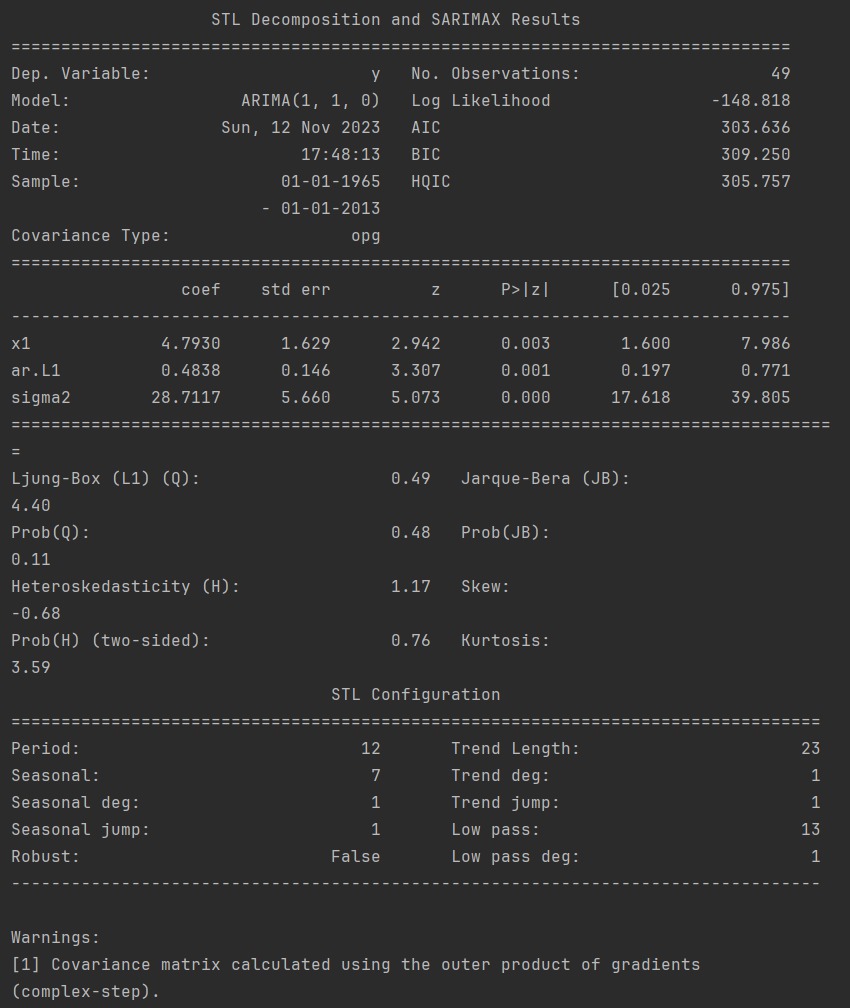 STL Decomposition and SARIMAX Results
==============================================================================
Dep. Variable:                      y   No. Observations:                   49
Model:                 ARIMA(1, 1, 0)   Log Likelihood                -148.818
Date:                Sun, 12 Nov 2023   AIC                            303.636
Time:                        17:48:13   BIC                            309.250
Sample:                    01-01-1965   HQIC                           305.757
                         - 01-01-2013
Covariance Type:                  opg
==============================================================================
                 coef    std err          z      P>|z|      [0.025      0.975]
------------------------------------------------------------------------------
x1             4.7930      1.629      2.942      0.003       1.600       7.986
ar.L1          0.4838      0.146      3.307      0.001       0.197       0.771
sigma2        28.7117      5.660      5.073      0.000      17.618      39.805
==================================================================================
=
Ljung-Box (L1) (Q):                   0.49   Jarque-Bera (JB):
4.40
Prob(Q):                              0.48   Prob(JB):
0.11
Heteroskedasticity (H):               1.17   Skew:
-0.68
Prob(H) (two-sided):                  0.76   Kurtosis:
3.59
                                STL Configuration
=================================================================================
Period:                            12       Trend Length:                      23
Seasonal:                           7       Trend deg:                          1
Seasonal deg:                       1       Trend jump:                         1
Seasonal jump:                      1       Low pass:                          13
Robust:                         False       Low pass deg:                       1
---------------------------------------------------------------------------------
Warnings:
[1] Covariance matrix calculated using the outer product of gradients
(complex-step).